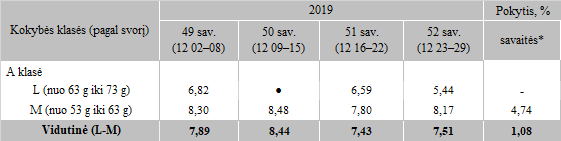 Kokybės klasės (pagal svorį) 2019 Pokytis, %
49 sav. (12 02–08) 50 sav. (12 09–15) 51 sav. (12 16–22) 52 sav. (12 23–29) savaitės*
A klasė
L (nuo 63 g iki 73 g) 6,82 ● 6,59 5,44 -
M (nuo 53 g iki 63 g) 8,30 8,48 7,80 8,17 4,74
Vidutinė (L-M) 7,89 8,44 7,43 7,51 1,08